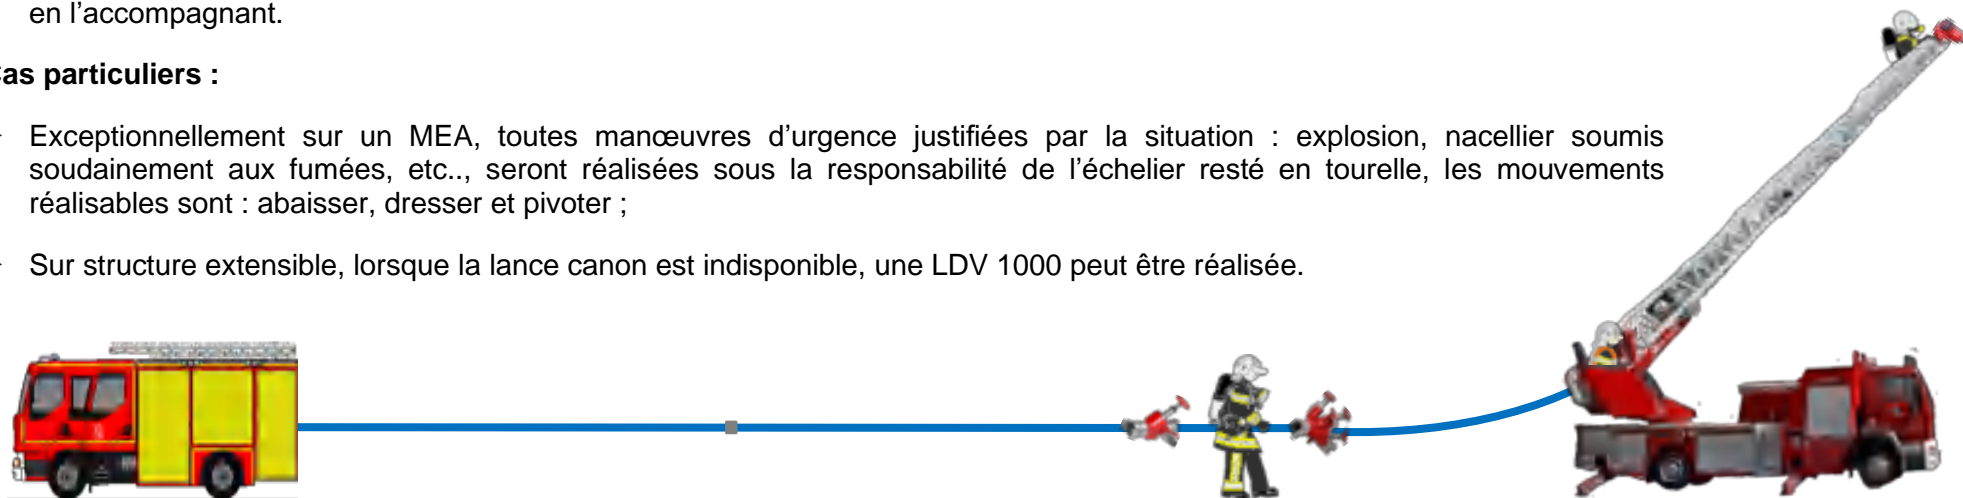 en l’accompagnant.
as particuliers :
Exceptionnellement sur un MEA, toutes manœuvres d’urgence justifiées par la situation : explosion, nacellier soumis
soudainement aux fumées, etc.., seront réalisées sous la responsabilité de l’échelier resté en tourelle, les mouvements
réalisables sont : abaisser, dresser et pivoter ;
Sur structure extensible, lorsque la lance canon est indisponible, une LDV 1000 peut être réalisée.